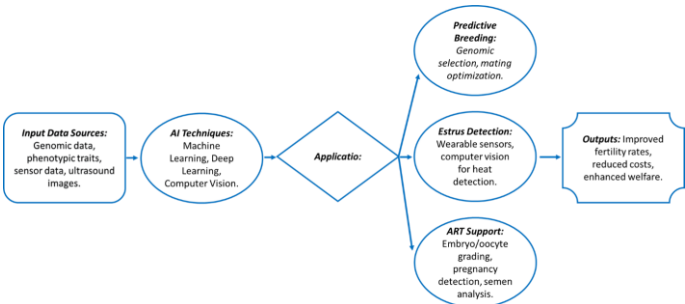 Input Data Sources:
Genomic data,
phenotypic traits,
sensor data, ultrasound
images.
AI Techniques:
Machine
Learning, Deep
Learning,
Computer Vision.
Applicatio:
Predictive
Breeding:
Genomic
selection, mating
optimization.
Estrus Detection:
Wearable sensors,
computer vision
for heat
detection.
ART Support:
Embryo/oocyte
grading,
pregnancy
detection, semen
analysis.
Outputs: Improved
fertility rates,
reduced costs,
enhanced welfare.